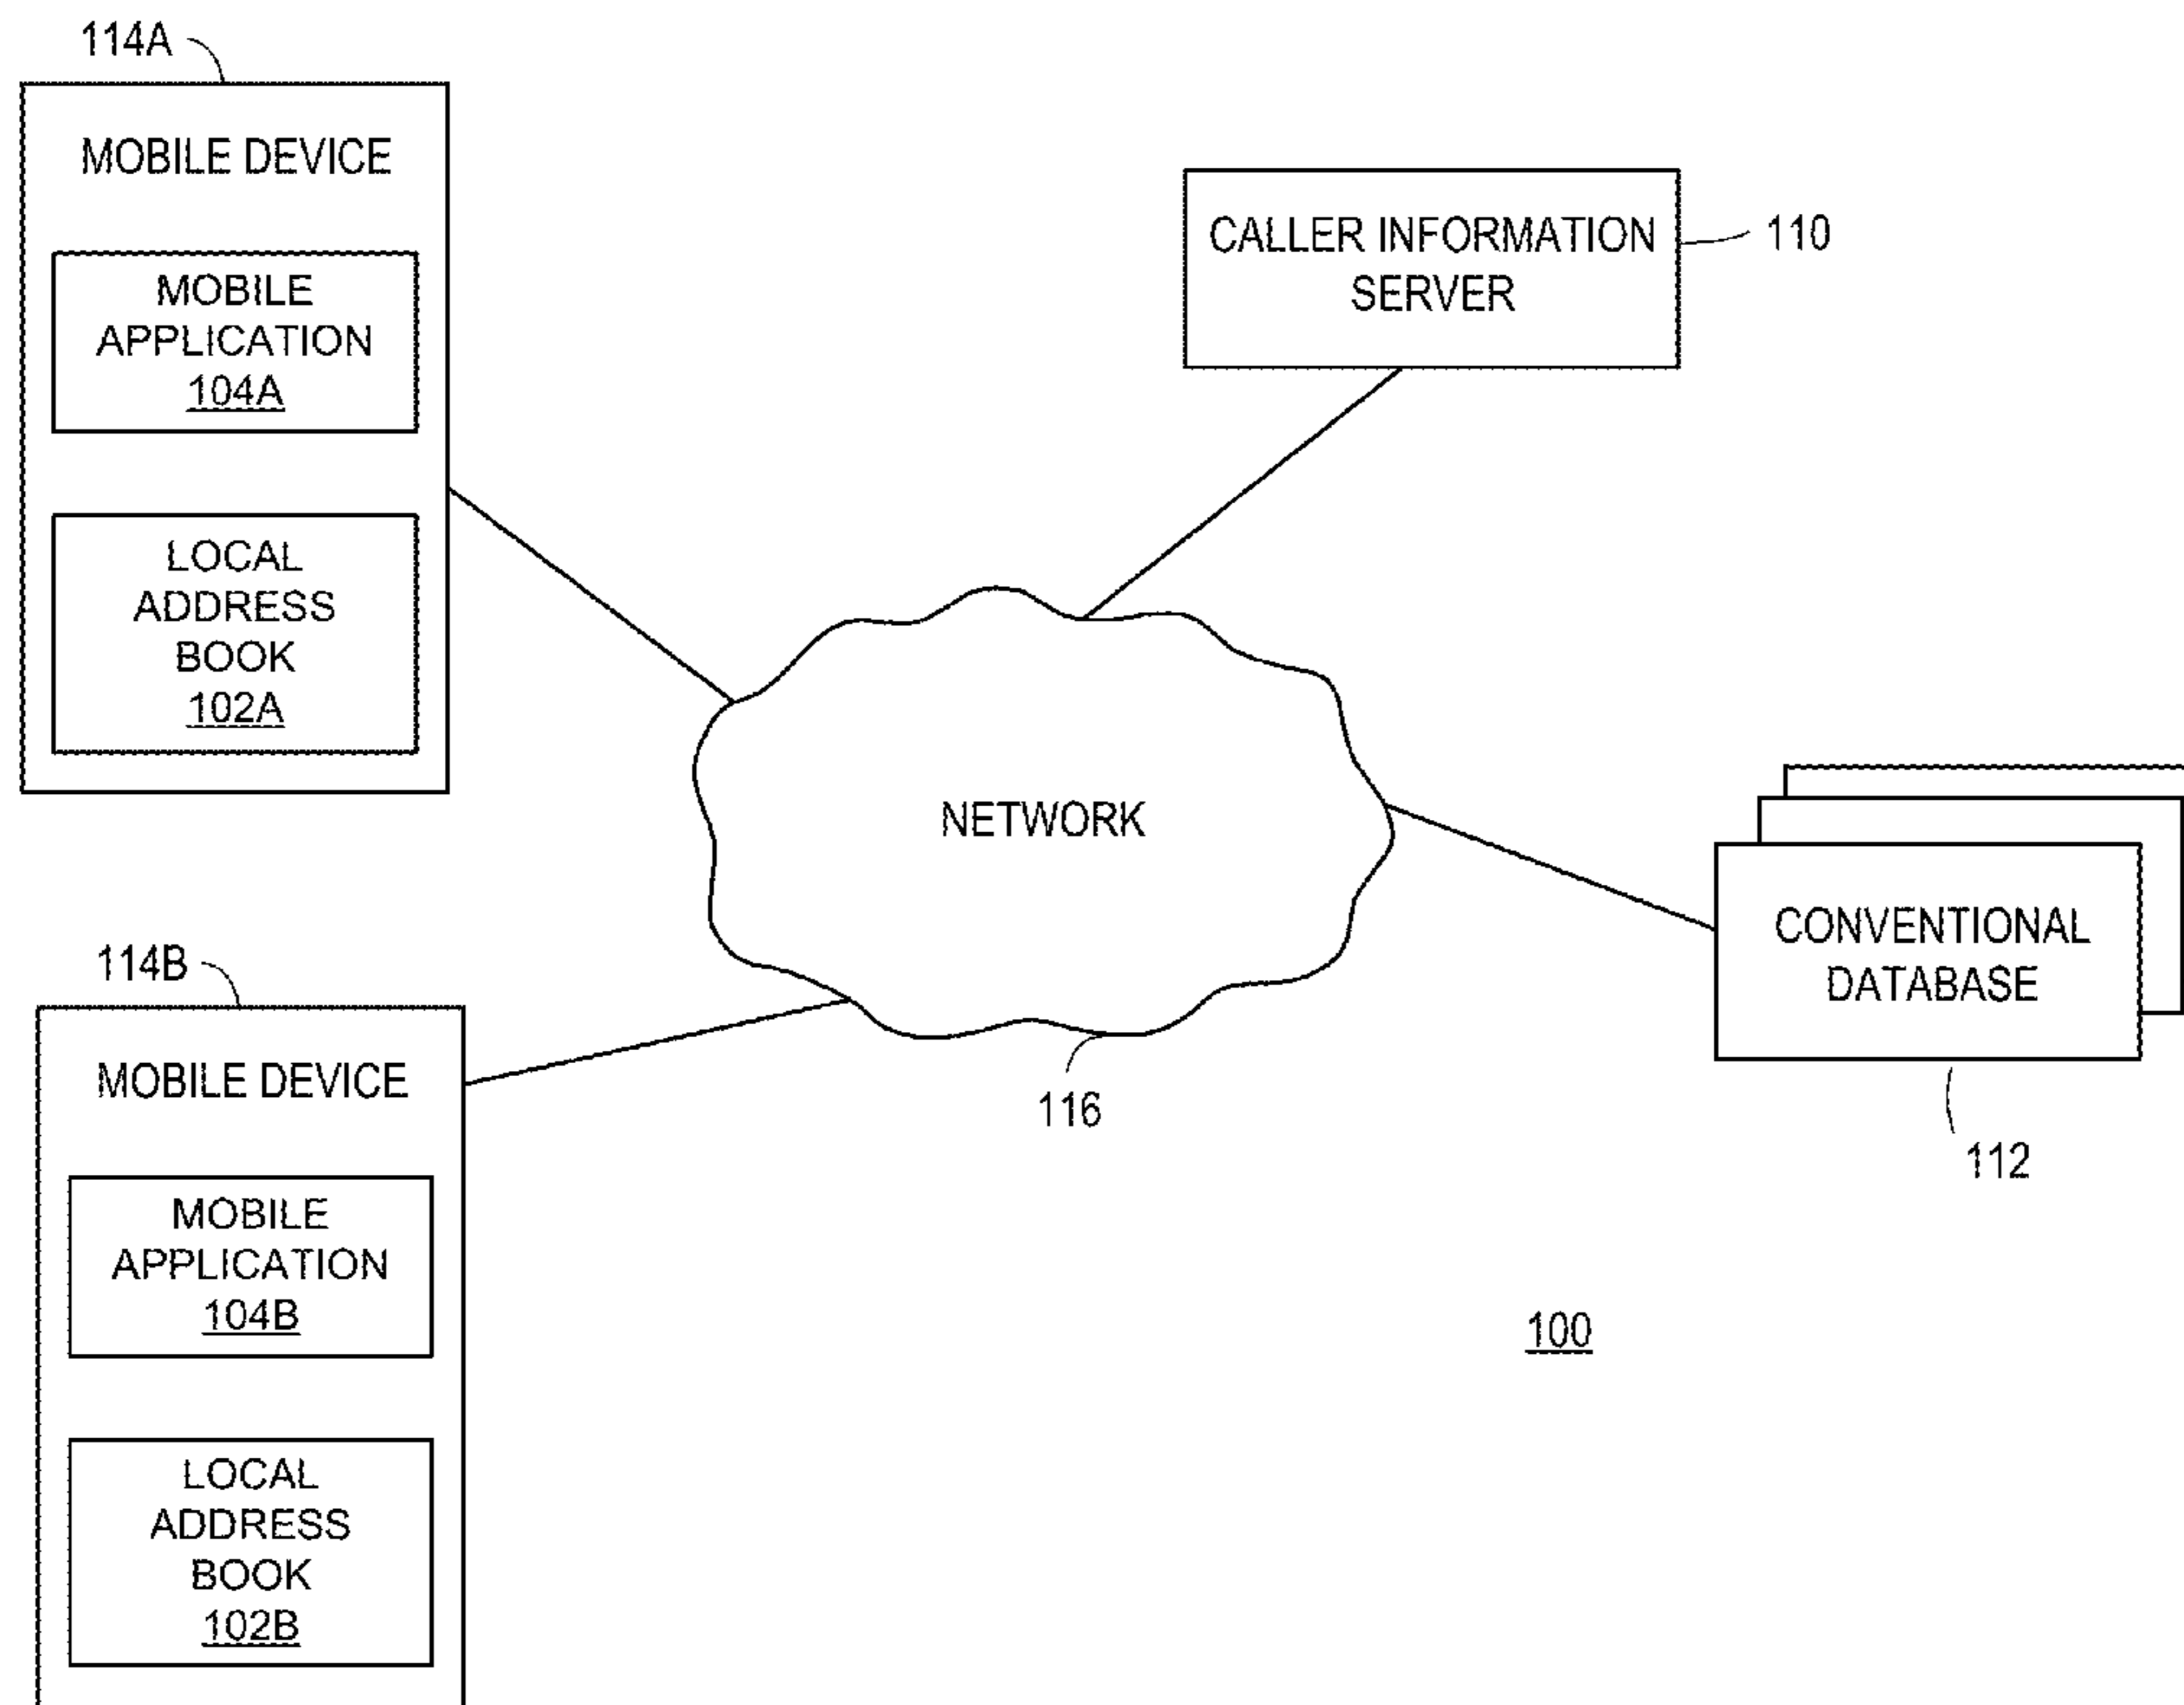 114A
MOBILE DEVICE
MOBILE
APPLICATION
104A
LOCAL
ADDRESS
BOOK
102A
CALLER INFORMATION
SERVER
110
NETWORK
116
CONVENTIONAL
DATABASE
112
114B
MOBILE DEVICE
MOBILE
APPLICATION
104B
LOCAL
ADDRESS
BOOK
102B
100